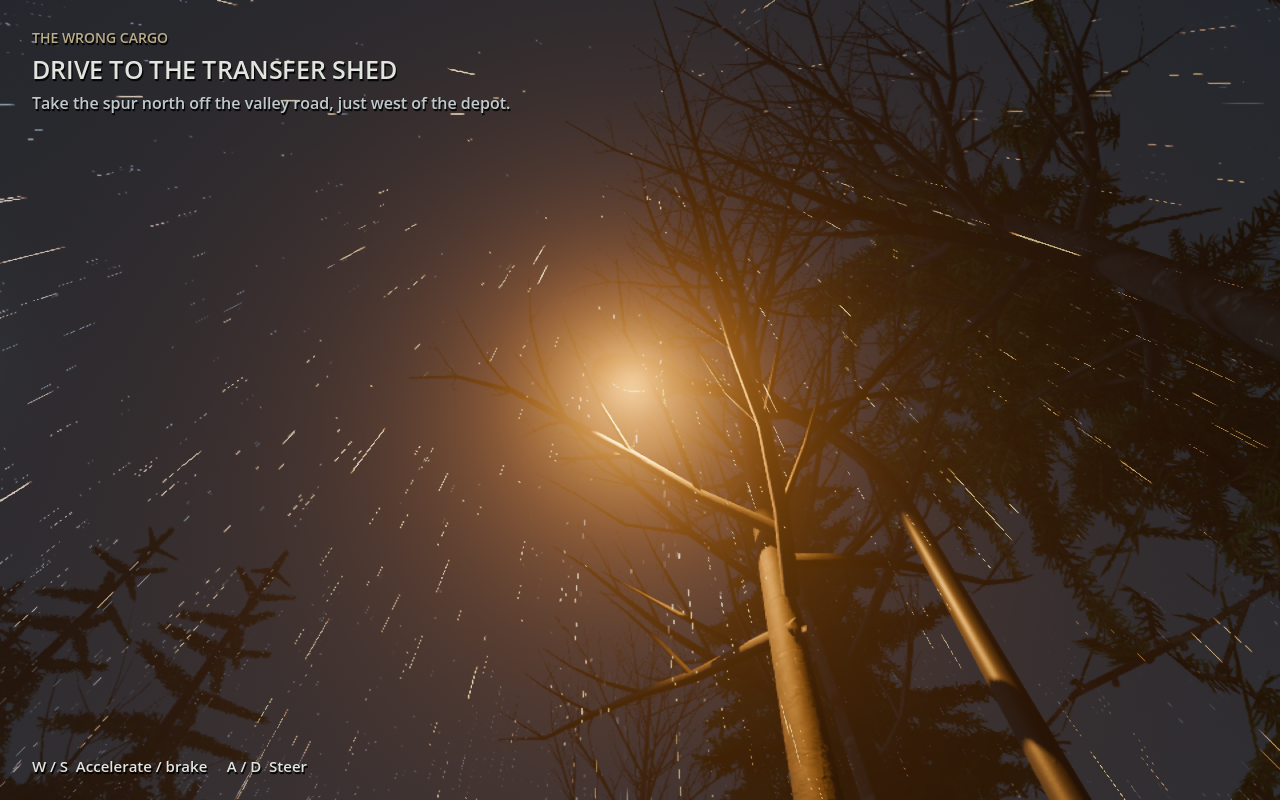 THE WRONG CARGO
DRIVE TO THE TRANSFER SHED
Take the spur north off the valley road, just west of the depot.
W / S Accelerate / brake A / D Steer